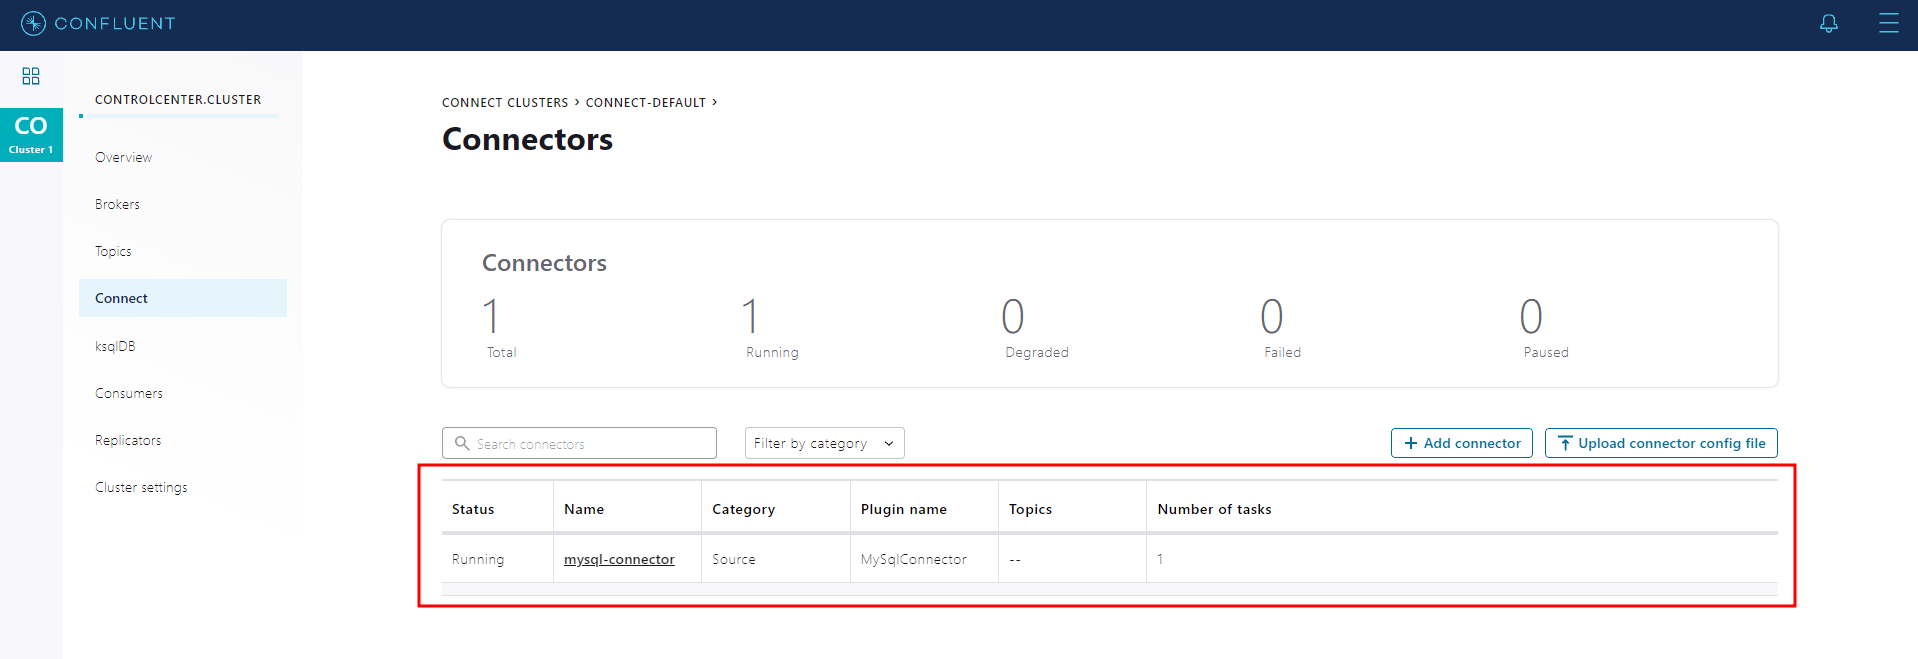 CONFLUENT
CO
Cluster 1
CONTROLCENTER.CLUSTER
Overview
Brokers
Topics
Connect
ksqlDB
Consumers
Replicators
Cluster settings
CONNECT CLUSTERS > CONNECT-DEFAULT >
Connectors
Connectors
1 1 0 0 0
Total Running Degraded Failed Paused
Search connectors Filter by category + Add connector Upload connector config file
Status Name Category Plugin name Topics Number of tasks
Running mysql-connector Source MySqlConnector -- 1